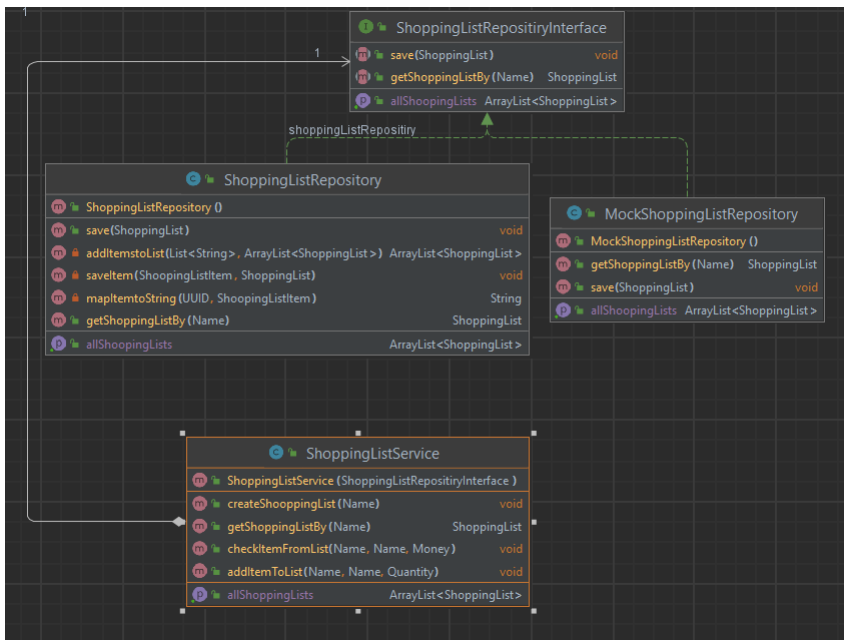 1
ShoppingListRepositiryInterface
save(ShoppingList) void
getShoppingListBy(Name) ShoppingList
allShoopingLists ArrayList<ShoppingList>
1
shoppingListRepositiry
ShoppingListRepository
ShoppingListRepository()
save(ShoppingList) void
addItemstoList(List<String>, ArrayList<ShoppingList>) ArrayList<ShoppingList>
saveItem(ShoopingListItem, ShoppingList) void
mapItemtoString(UUID, ShoopingListItem) String
getShoppingListBy(Name) ShoppingList
allShoopingLists ArrayList<ShoppingList>
MockShoppingListRepository
MockShoppingListRepository()
getShoppingListBy(Name) ShoppingList
save(ShoppingList) void
allShoopingLists ArrayList<ShoppingList>
ShoppingListService
ShoppingListService(ShoppingListRepositiryInterface)
createShooppingList(Name) void
getShoppingListBy(Name) ShoppingList
checkItemFromList(Name, Name, Money) void
addItemToList(Name, Name, Quantity) void
allShoppingLists ArrayList<ShoppingList>